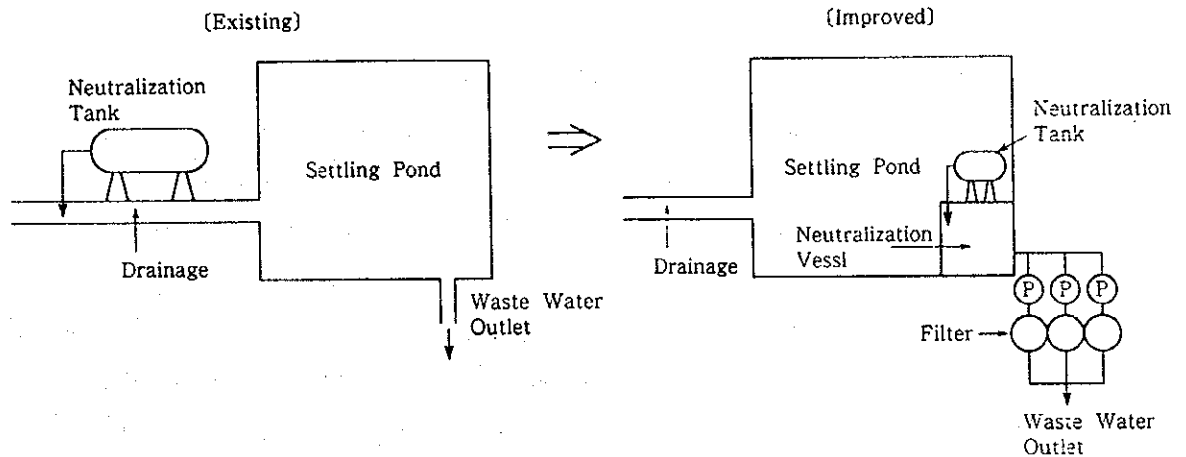 (Existing)
Neutralization
Tank
Settling Pond
Drainage
Waste Water
Outlet
(Improved)
Neutralization
Tank
Settling Pond
Neutralization
Vessl
Drainage
P P P
Filter
Waste Water
Outlet